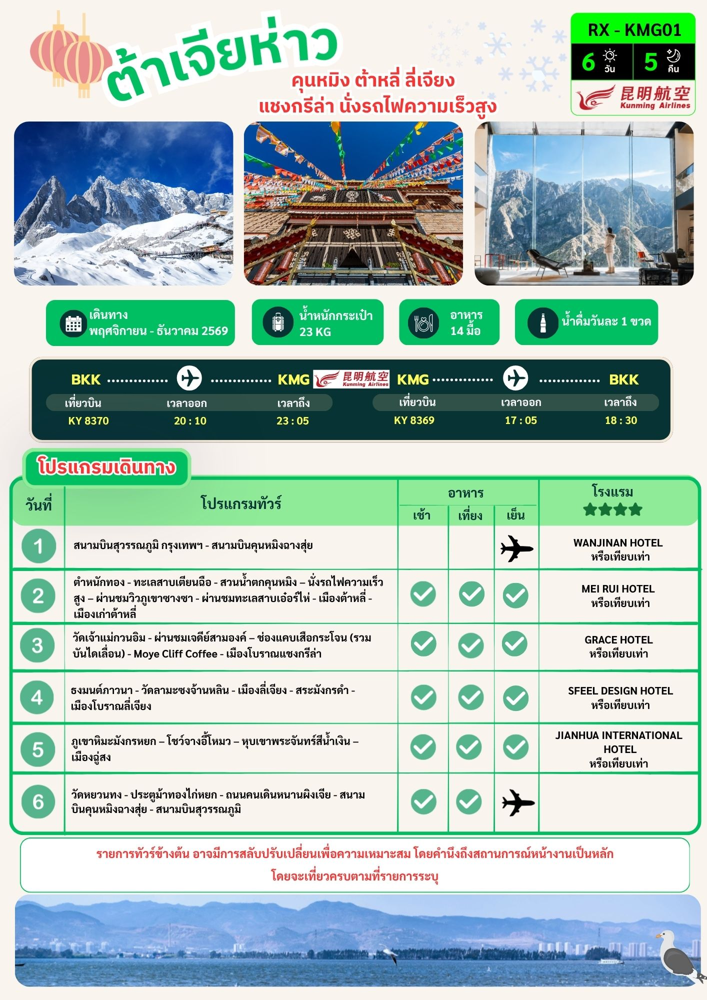 ต้าเจียห่าว
คุนหมิง ต้าหลี่ ลี่เจียง
แชงกรีล่า นั่งรถไฟความเร็วสูง
RX - KMG01
6 วัน 5 คืน
昆明航空
Kunming Airlines
เดินทาง
พฤศจิกายน - ธันวาคม 2569
น้ำหนักกระเป๋า
23 KG
อาหาร
14 มื้อ
น้ำดื่มวันละ 1 ขวด
BKK KMG 昆明航空 Kunming Airlines KMG BKK
เที่ยวบิน เวลาออก เวลาถึง เที่ยวบิน เวลาออก เวลาถึง
KY 8370 20 : 10 23 : 05 KY 8369 17 : 05 18 : 30
โปรแกรมเดินทาง
วันที่ โปรแกรมทัวร์ อาหาร โรงแรม
เช้า เที่ยง เย็น
1 สนามบินสุวรรณภูมิ กรุงเทพฯ - สนามบินคุนหมิงฉางสุ่ย
WANJINAN HOTEL
หรือเทียบเท่า
2 ตำหนักทอง - ทะเลสาบเตียนฉือ - สวนน้ำตกคุนหมิง – นั่งรถไฟความเร็ว
สูง – ผ่านชมวิวภูเขาซางซา - ผ่านชมทะเลสาบเอ๋อร์ไห่ - เมืองต้าหลี่ -
เมืองเก่าต้าหลี่
MEI RUI HOTEL
หรือเทียบเท่า
3 วัดเจ้าแม่กวนอิม - ผ่านชมเจดีย์สามองค์ – ช่องแคบเสือกระโจน (รวม
บันไดเลื่อน) - Moye Cliff Coffee - เมืองโบราณแชงกรีล่า
GRACE HOTEL
หรือเทียบเท่า
4 ธงมนต์ภาวนา - วัดลามะซงจ้านหลิน - เมืองลี่เจียง - สระมังกรดำ -
เมืองโบราณลี่เจียง
SFEEL DESIGN HOTEL
หรือเทียบเท่า
5 ภูเขาหิมะมังกรหยก – โชว์จางอี้โหมว – หุบเขาพระจันทร์สีน้ำเงิน –
เมืองฉู่สง
JIANHUA INTERNATIONAL
HOTEL
หรือเทียบเท่า
6 วัดหยวนทง - ประตูม้าทองไก่หยก - ถนนคนเดินหนานผิงเจีย - สนาม
บินคุนหมิงฉางสุ่ย - สนามบินสุวรรณภูมิ
รายการทัวร์ข้างต้น อาจมีการสลับปรับเปลี่ยนเพื่อความเหมาะสม โดยคำนึงถึงสถานการณ์หน้างานเป็นหลัก
โดยจะเที่ยวครบตามที่รายการระบุ